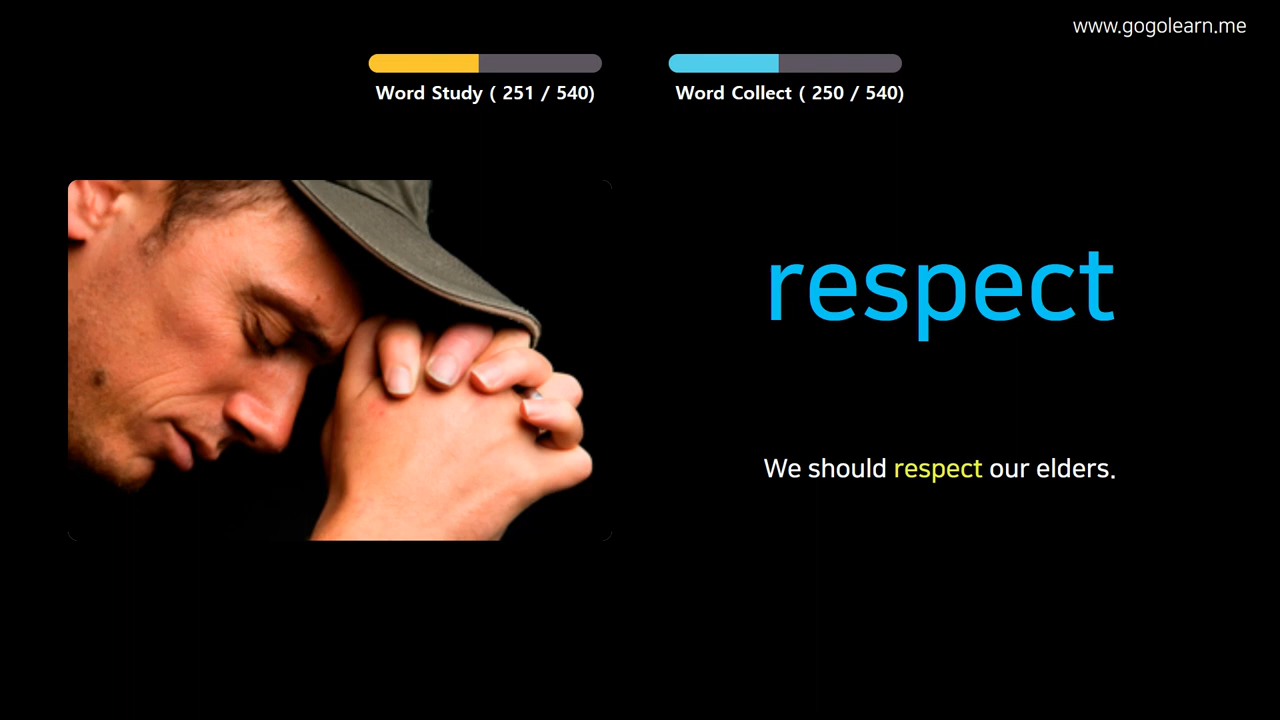 www.gogolearn.me
Word Study ( 251 / 540)
Word Collect ( 250 / 540)
respect
We should respect our elders.